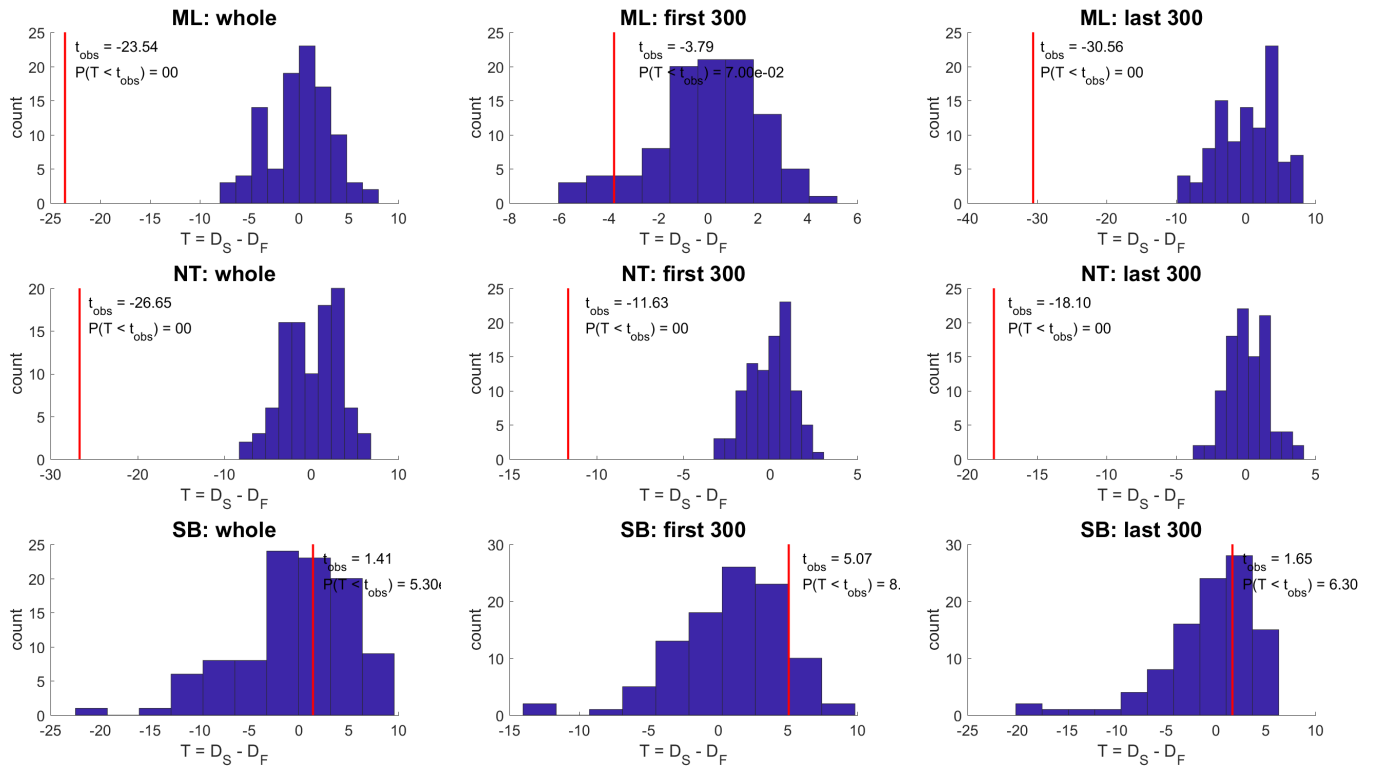 ML: whole
t_obs = -23.54
P(T < t_obs) = 00
25
20
15
10
5
0
count
-25 -20 -15 -10 -5 0 5 10
T = D_S - D_F
ML: first 300
t_obs = -3.79
P(T < t_obs) = 7.00e-02
25
20
15
10
5
0
count
-8 -6 -4 -2 0 2 4 6
T = D_S - D_F
ML: last 300
t_obs = -30.56
P(T < t_obs) = 00
25
20
15
10
5
0
count
-40 -30 -20 -10 0 10
T = D_S - D_F
NT: whole
t_obs = -26.65
P(T < t_obs) = 00
20
15
10
5
0
count
-30 -20 -10 0 10
T = D_S - D_F
NT: first 300
t_obs = -11.63
P(T < t_obs) = 00
25
20
15
10
5
0
count
-15 -10 -5 0 5
T = D_S - D_F
NT: last 300
t_obs = -18.10
P(T < t_obs) = 00
25
20
15
10
5
0
count
-20 -15 -10 -5 0 5
T = D_S - D_F
SB: whole
t_obs = 1.41
P(T < t_obs) = 5.30
25
20
15
10
5
0
count
-25 -20 -15 -10 -5 0 5 10
T = D_S - D_F
SB: first 300
t_obs = 5.07
P(T < t_obs) = 8.
30
20
10
0
count
-15 -10 -5 0 5 10
T = D_S - D_F
SB: last 300
t_obs = 1.65
P(T < t_obs) = 6.30
30
20
10
0
count
-25 -20 -15 -10 -5 0 5 10
T = D_S - D_F